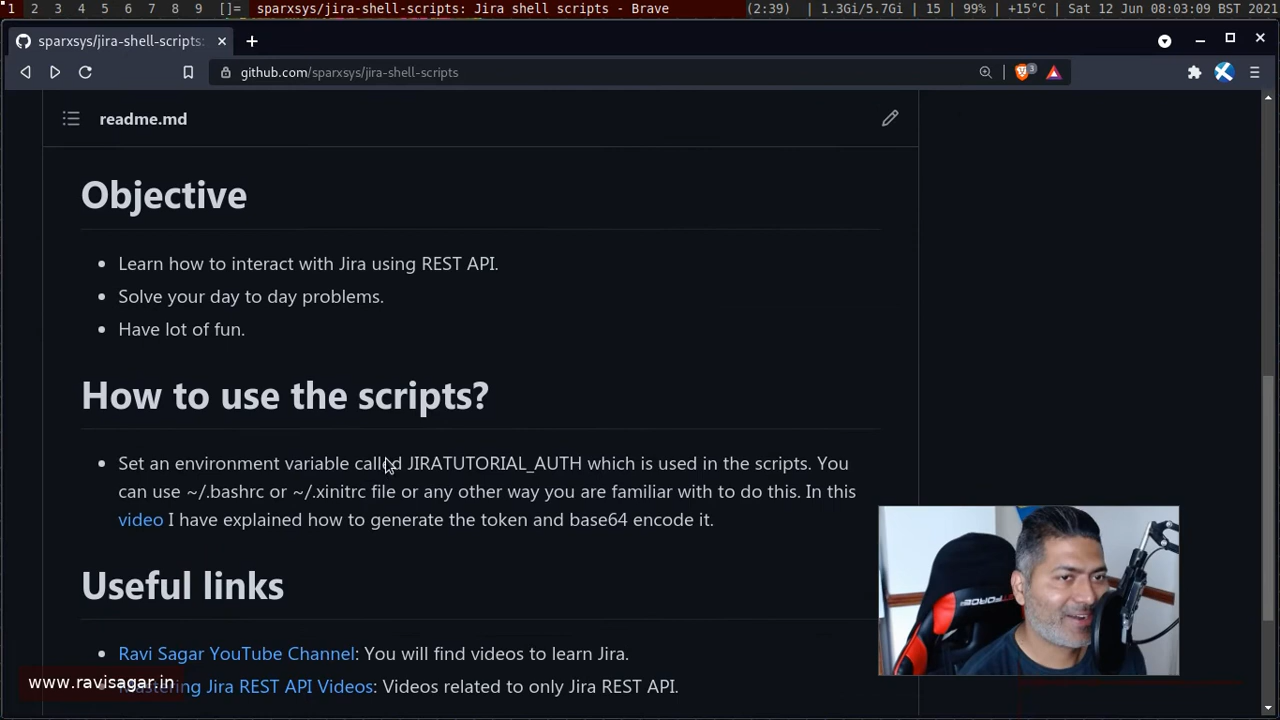 1 2 3 4 5 6 7 8 9 []= sparxsys/jira-shell-scripts: Jira shell scripts - Brave (2:39) | 1.3Gi/5.7Gi | 15 | 99% | +15°C | Sat 12 Jun 08:03:09 BST 2021
sparxsys/jira-shell-scripts:
github.com/sparxsys/jira-shell-scripts 3
readme.md
Objective
• Learn how to interact with Jira using REST API.
• Solve your day to day problems.
• Have lot of fun.
How to use the scripts?
• Set an environment variable called JIRATUTORIAL_AUTH which is used in the scripts. You
can use ~/.bashrc or ~/.xinitrc file or any other way you are familiar with to do this. In this
video I have explained how to generate the token and base64 encode it.
Useful links
• Ravi Sagar YouTube Channel: You will find videos to learn Jira.
• Mastering Jira REST API Videos: Videos related to only Jira REST API.
www.ravisagar.in